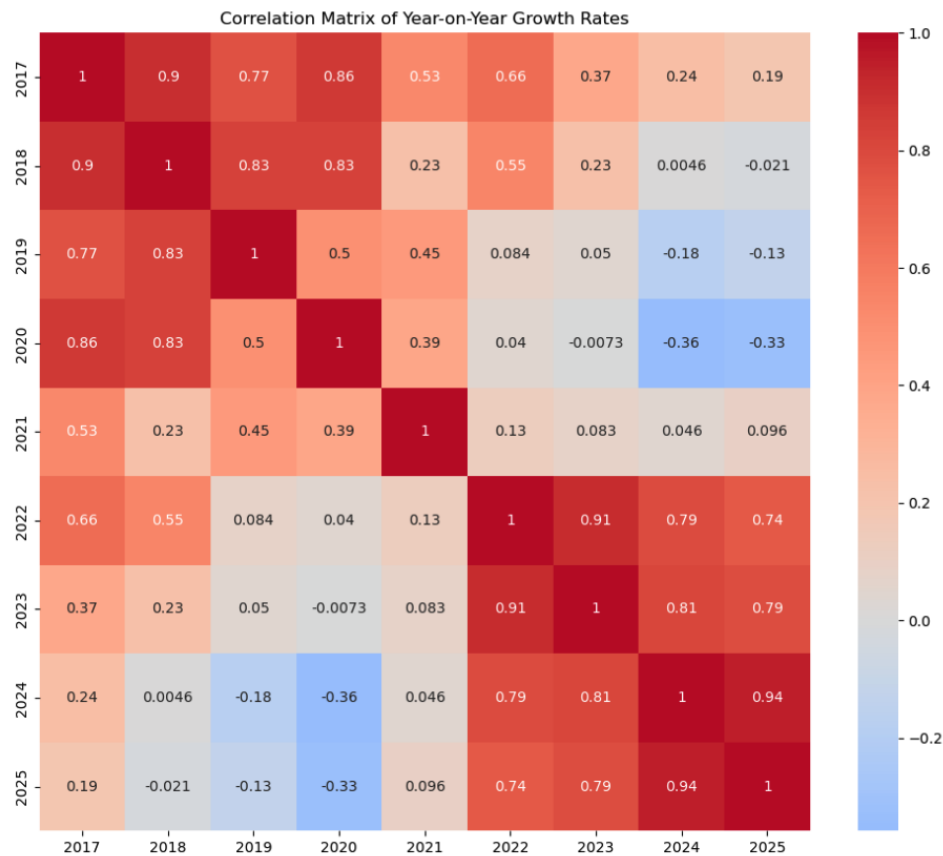 Correlation Matrix of Year-on-Year Growth Rates
2017 1 0.9 0.77 0.86 0.53 0.66 0.37 0.24 0.19
2018 0.9 1 0.83 0.83 0.23 0.55 0.23 0.0046 -0.021
2019 0.77 0.83 1 0.5 0.45 0.084 0.05 -0.18 -0.13
2020 0.86 0.83 0.5 1 0.39 0.04 -0.0073 -0.36 -0.33
2021 0.53 0.23 0.45 0.39 1 0.13 0.083 0.046 0.096
2022 0.66 0.55 0.084 0.04 0.13 1 0.91 0.79 0.74
2023 0.37 0.23 0.05 -0.0073 0.083 0.91 1 0.81 0.79
2024 0.24 0.0046 -0.18 -0.36 0.046 0.79 0.81 1 0.94
2025 0.19 -0.021 -0.13 -0.33 0.096 0.74 0.79 0.94 1
2017 2018 2019 2020 2021 2022 2023 2024 2025
1.0
0.8
0.6
0.4
0.2
0.0
−0.2